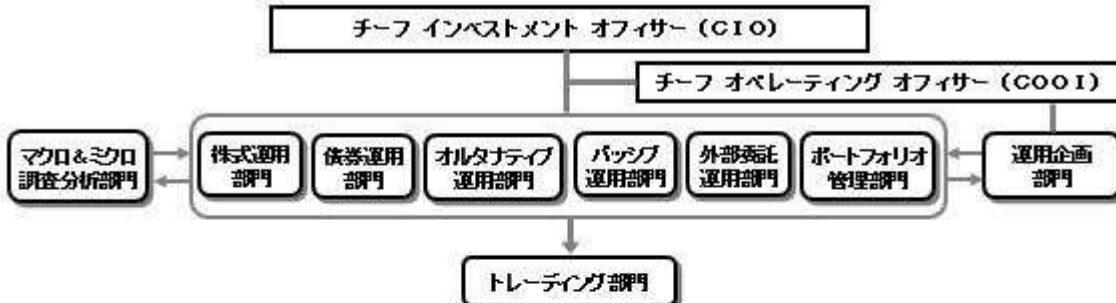 チーフ インベストメント オフィサー (CIO)
チーフ オペレーティング オフィサー (COOI)
マクロ&ミクロ
調査分析部門
株式運用
部門
債券運用
部門
オルタナティブ
運用部門
パッシブ
運用部門
外部委託
運用部門
ポートフォリオ
管理部門
運用企画
部門
トレーディング部門